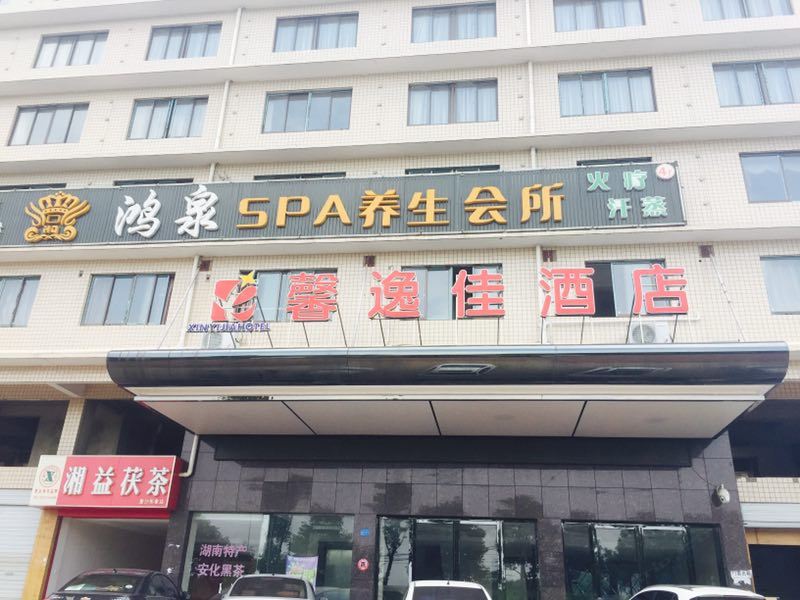 鸿泉 SPA养生会所
火疗
汗蒸
馨逸佳酒店
XINYIJIAHOTEL
湘益茯茶
湖南特产
安化黑茶